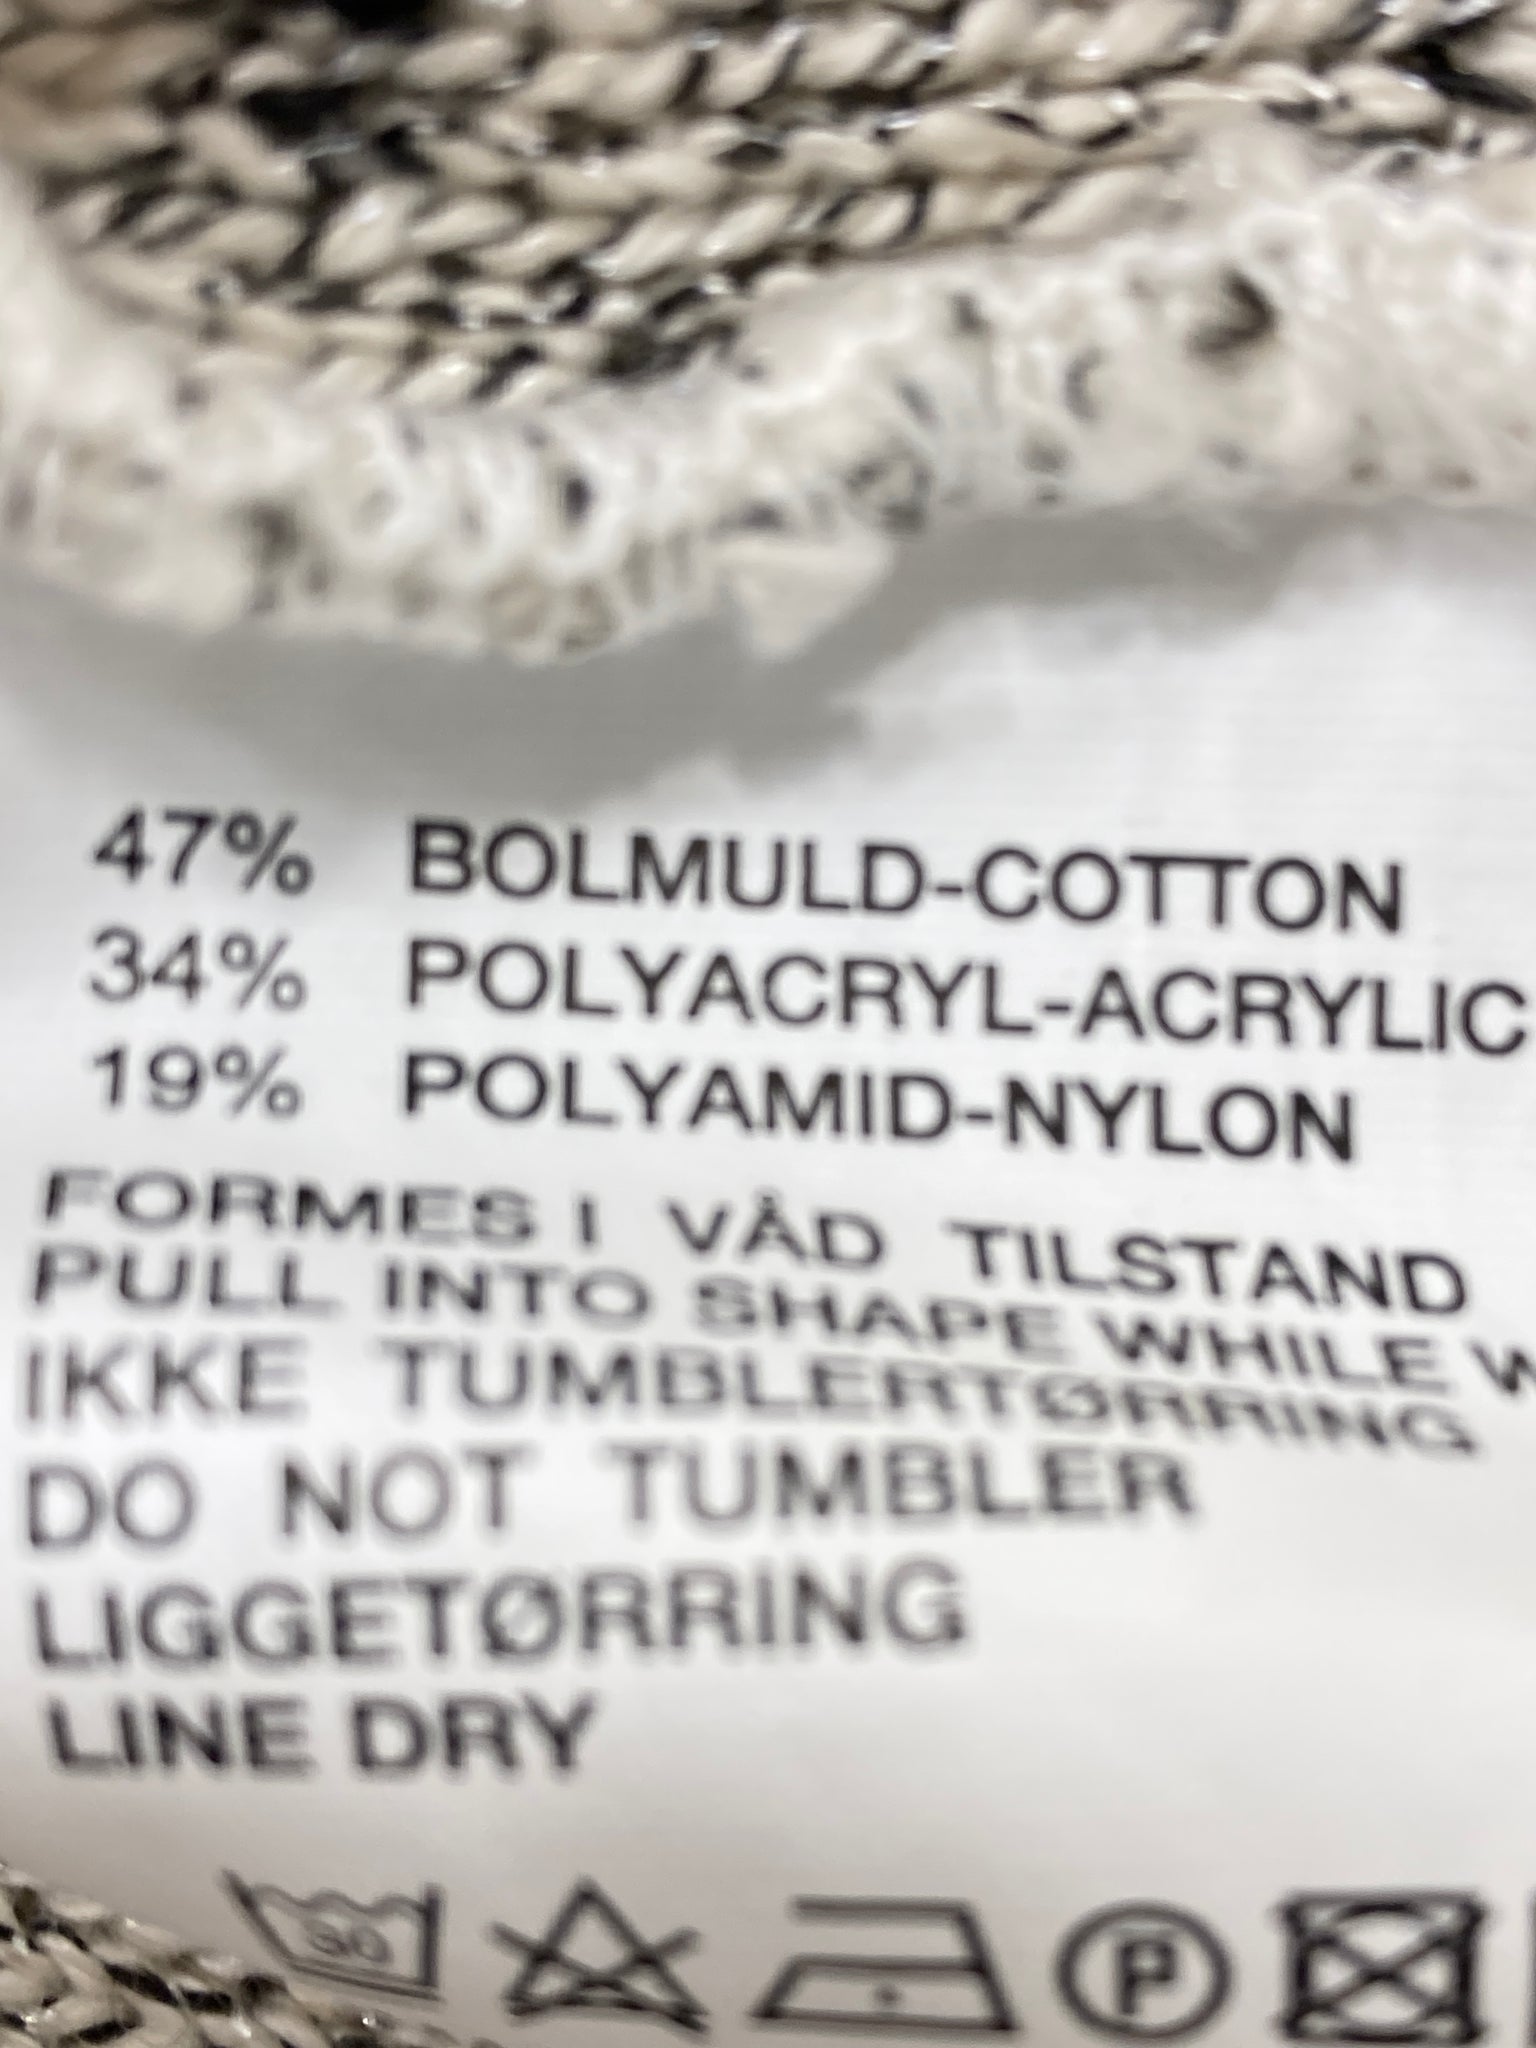 47% BOLMULD-COTTON
34% POLYACRYL-ACRYLIC
19% POLYAMID-NYLON
FORMES I VÅD TILSTAND
PULL INTO SHAPE WHILE W
IKKE TUMBLERTØRRING
DO NOT TUMBLER
LIGGETØRRING
LINE DRY
30 P